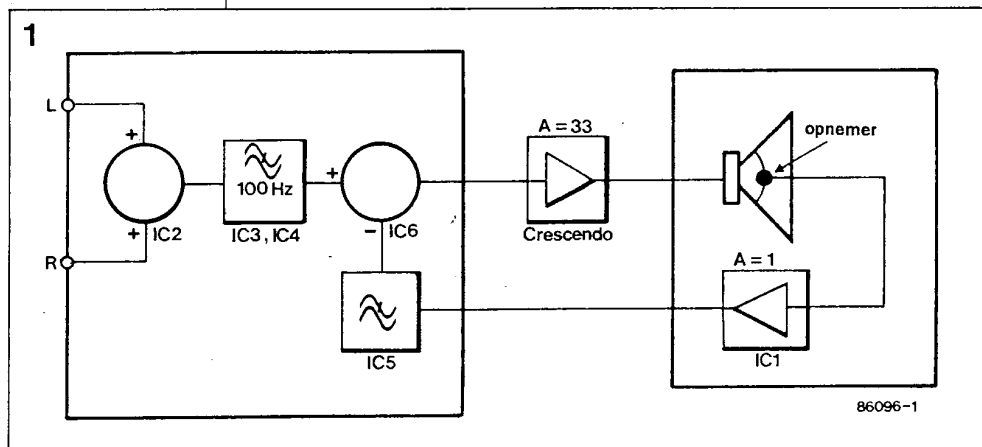 1
L
+
IC2
+
R
100 Hz
IC3, IC4
+
−
IC6
IC5
A = 33
Crescendo
opnemer
A = 1
IC1
86096-1